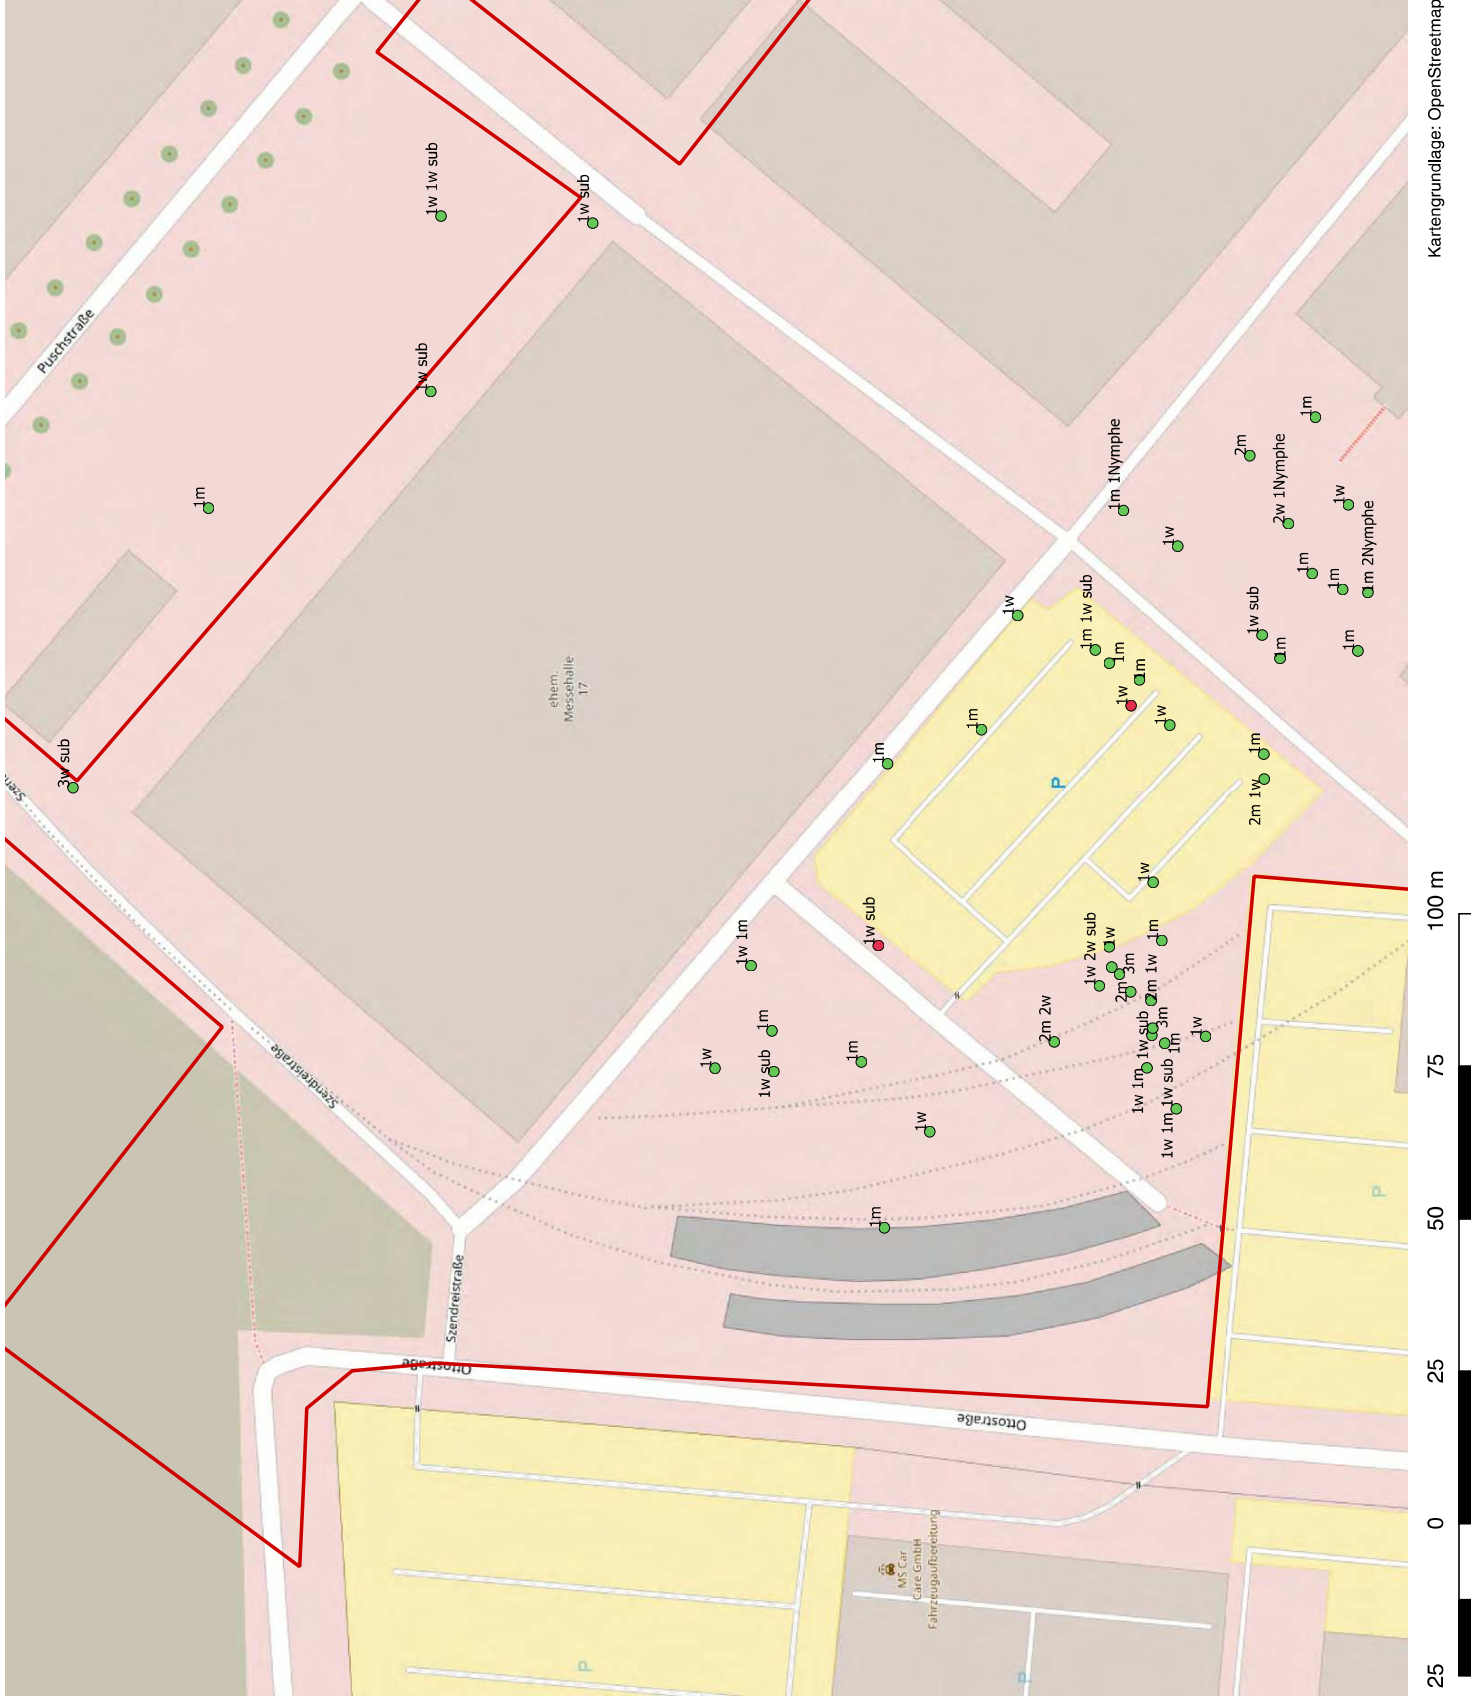 Puschstraße
1w 1w sub
1w sub
1w sub
1m
3w sub
Szen
ehem.
Messehalle
17
1m 1Nymphe
1m
2m
2w 1Nymphe
1w
1w
1m
1m
1m 2Nymphe
1w sub
1m
1m
1w
1m 1w sub
1m
1m
1w
1w
1m
1m
1m
2m 1w
P
1w
1w sub
1w 1m
1m
1w
1w sub
1m
1w
1m
2m 2w
1w 2w sub
1w
1m
3m
2m
2m 1w
3m
1w sub
1m
1w
1w 1m
1w 1m 1w sub
Szendreistraße
Szendreistraße
Ottostraße
Ottostraße
P
P
P
MS Car
Care GmbH
Fahrzeugaufbereitung
Kartengrundlage: OpenStreetmap
25
0
25
50
75
100 m